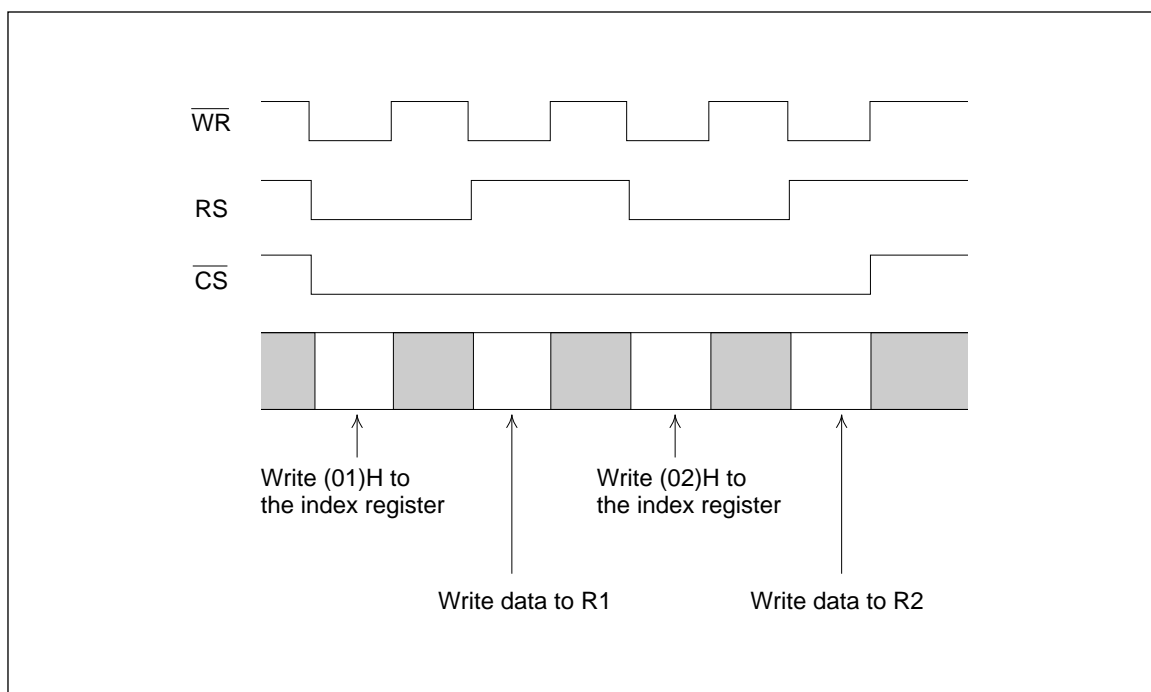 WR
RS
CS
Write (01)H to
the index register
Write (02)H to
the index register
Write data to R1
Write data to R2